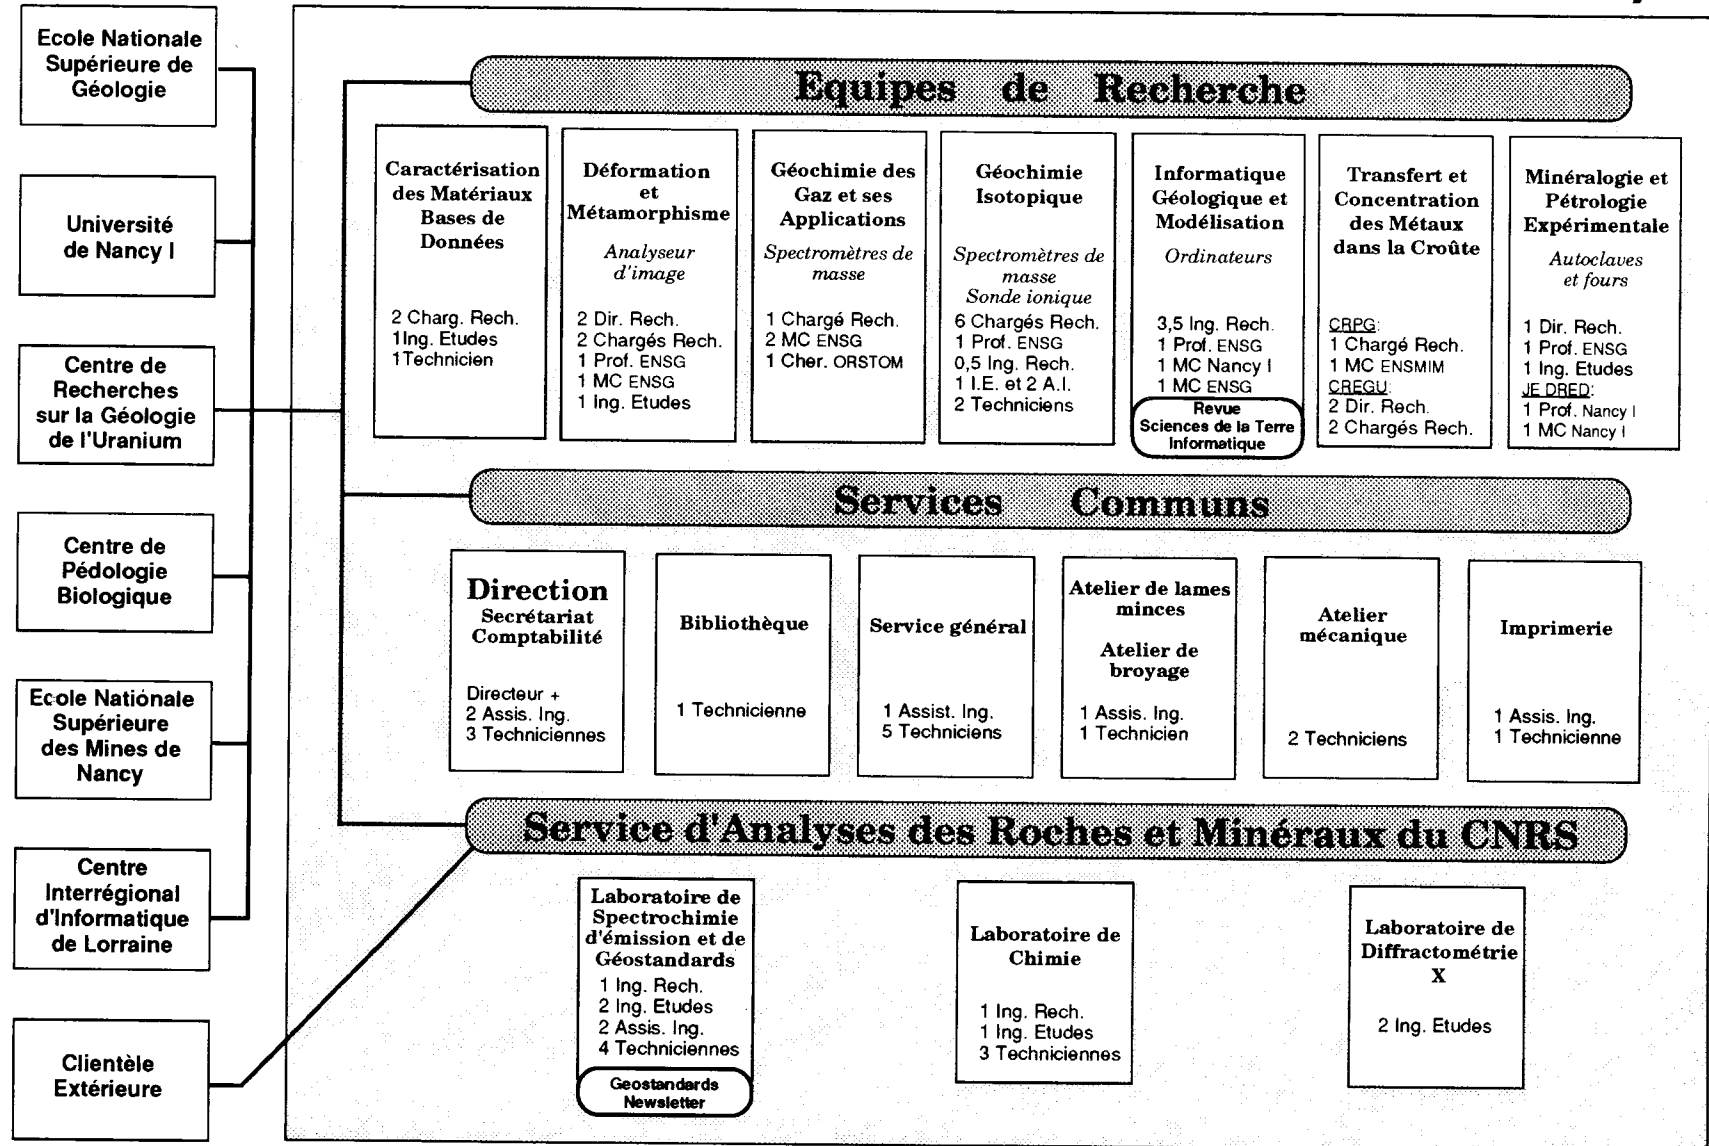 Ecole Nationale
Supérieure de
Géologie
Université
de Nancy I
Centre de
Recherches
sur la Géologie
de l'Uranium
Centre de
Pédologie
Biologique
Ecole Nationale
Supérieure
des Mines de
Nancy
Centre
Interrégional
d'Informatique
de Lorraine
Clientèle
Extérieure
Equipes de Recherche
Caractérisation
des Matériaux
Bases de
Données
2 Charg. Rech.
1Ing. Etudes
1Technicien
Déformation
et
Métamorphisme
Analyseur
d'image
2 Dir. Rech.
2 Chargés Rech.
1 Prof. ENSG
1 MC ENSG
1 Ing. Etudes
Géochimie des
Gaz et ses
Applications
Spectromètres de
masse
1 Chargé Rech.
2 MC ENSG
1 Cher. ORSTOM
Géochimie
Isotopique
Spectromètres de
masse
Sonde ionique
6 Chargés Rech.
1 Prof. ENSG
0,5 Ing. Rech.
1 I.E. et 2 A.I.
2 Techniciens
Informatique
Géologique et
Modélisation
Ordinateurs
3,5 Ing. Rech.
1 Prof. ENSG
1 MC Nancy I
1 MC ENSG
Revue
Sciences de la Terre
Informatique
Transfert et
Concentration
des Métaux
dans la Croûte
CRPG:
1 Chargé Rech.
1 MC ENSMIM
CREGU:
2 Dir. Rech.
2 Chargés Rech.
Minéralogie et
Pétrologie
Expérimentale
Autoclaves
et fours
1 Dir. Rech.
1 Prof. ENSG
1 Ing. Etudes
JE DRED:
1 Prof. Nancy I
1 MC Nancy I
Services Communs
Direction
Secrétariat
Comptabilité
Directeur +
2 Assis. Ing.
3 Techniciennes
Bibliothèque
1 Technicienne
Service général
1 Assist. Ing.
5 Techniciens
Atelier de lames
minces
Atelier de
broyage
1 Assis. Ing.
1 Technicien
Atelier
mécanique
2 Techniciens
Imprimerie
1 Assis. Ing.
1 Technicienne
Service d'Analyses des Roches et Minéraux du CNRS
Laboratoire de
Spectrochimie
d'émission et de
Géostandards
1 Ing. Rech.
2 Ing. Etudes
2 Assis. Ing.
4 Techniciennes
Geostandards
Newsletter
Laboratoire de
Chimie
1 Ing. Rech.
1 Ing. Etudes
3 Techniciennes
Laboratoire de
Diffractométrie
X
2 Ing. Etudes